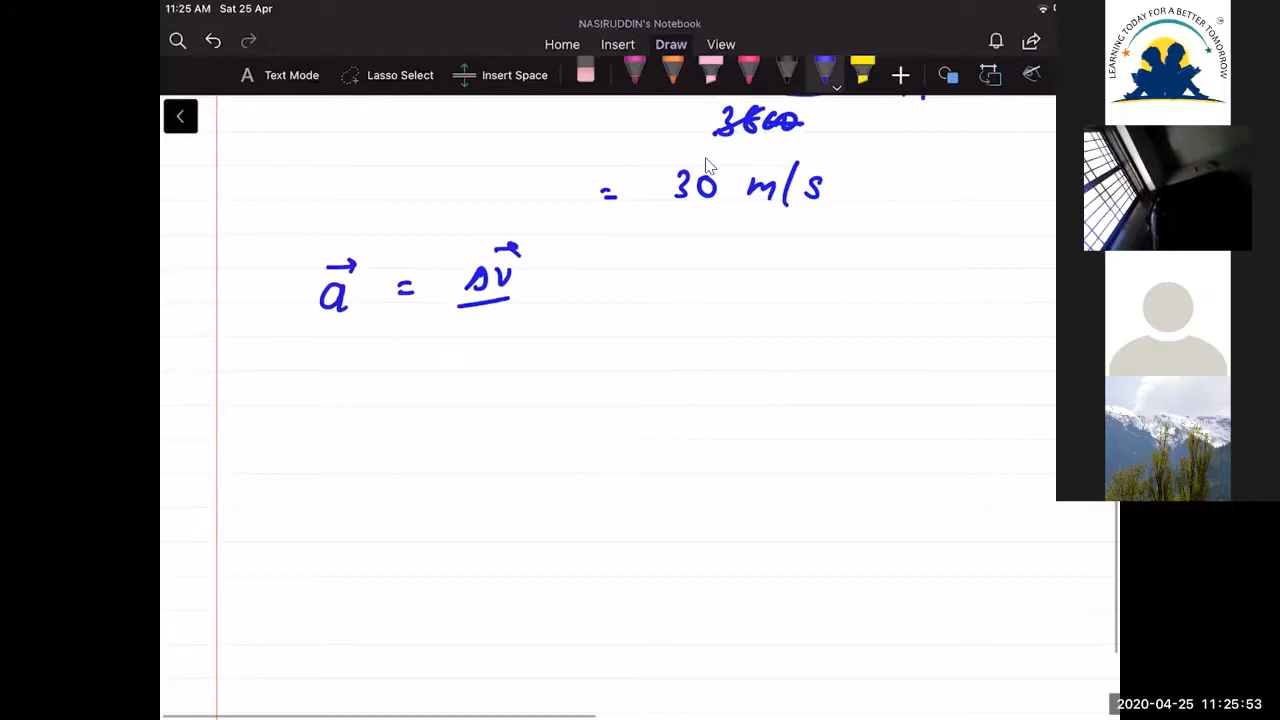 11:25 AM Sat 25 Apr
NASIRUDDIN's Notebook
Home Insert Draw View
A Text Mode Lasso Select Insert Space
LEARNING TODAY FOR A BETTER TOMORROW
3600
= 30 m/s
a⃗ = Δv⃗
2020-04-25 11:25:53